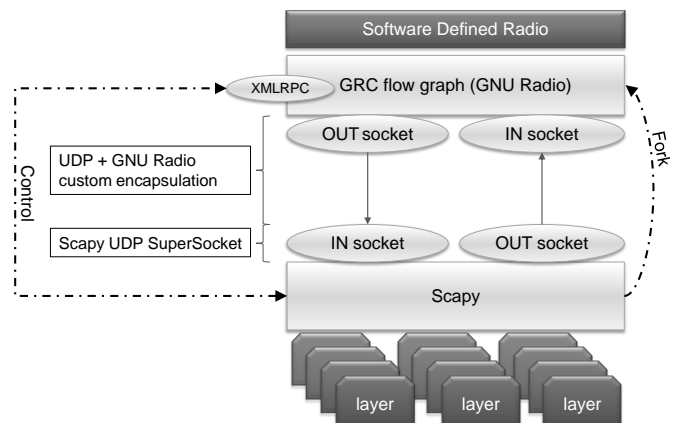 Software Defined Radio
XMLRPC
GRC flow graph (GNU Radio)
OUT socket
IN socket
Fork
UDP + GNU Radio
custom encapsulation
Control
Scapy UDP SuperSocket
IN socket
OUT socket
Scapy
layer
layer
layer